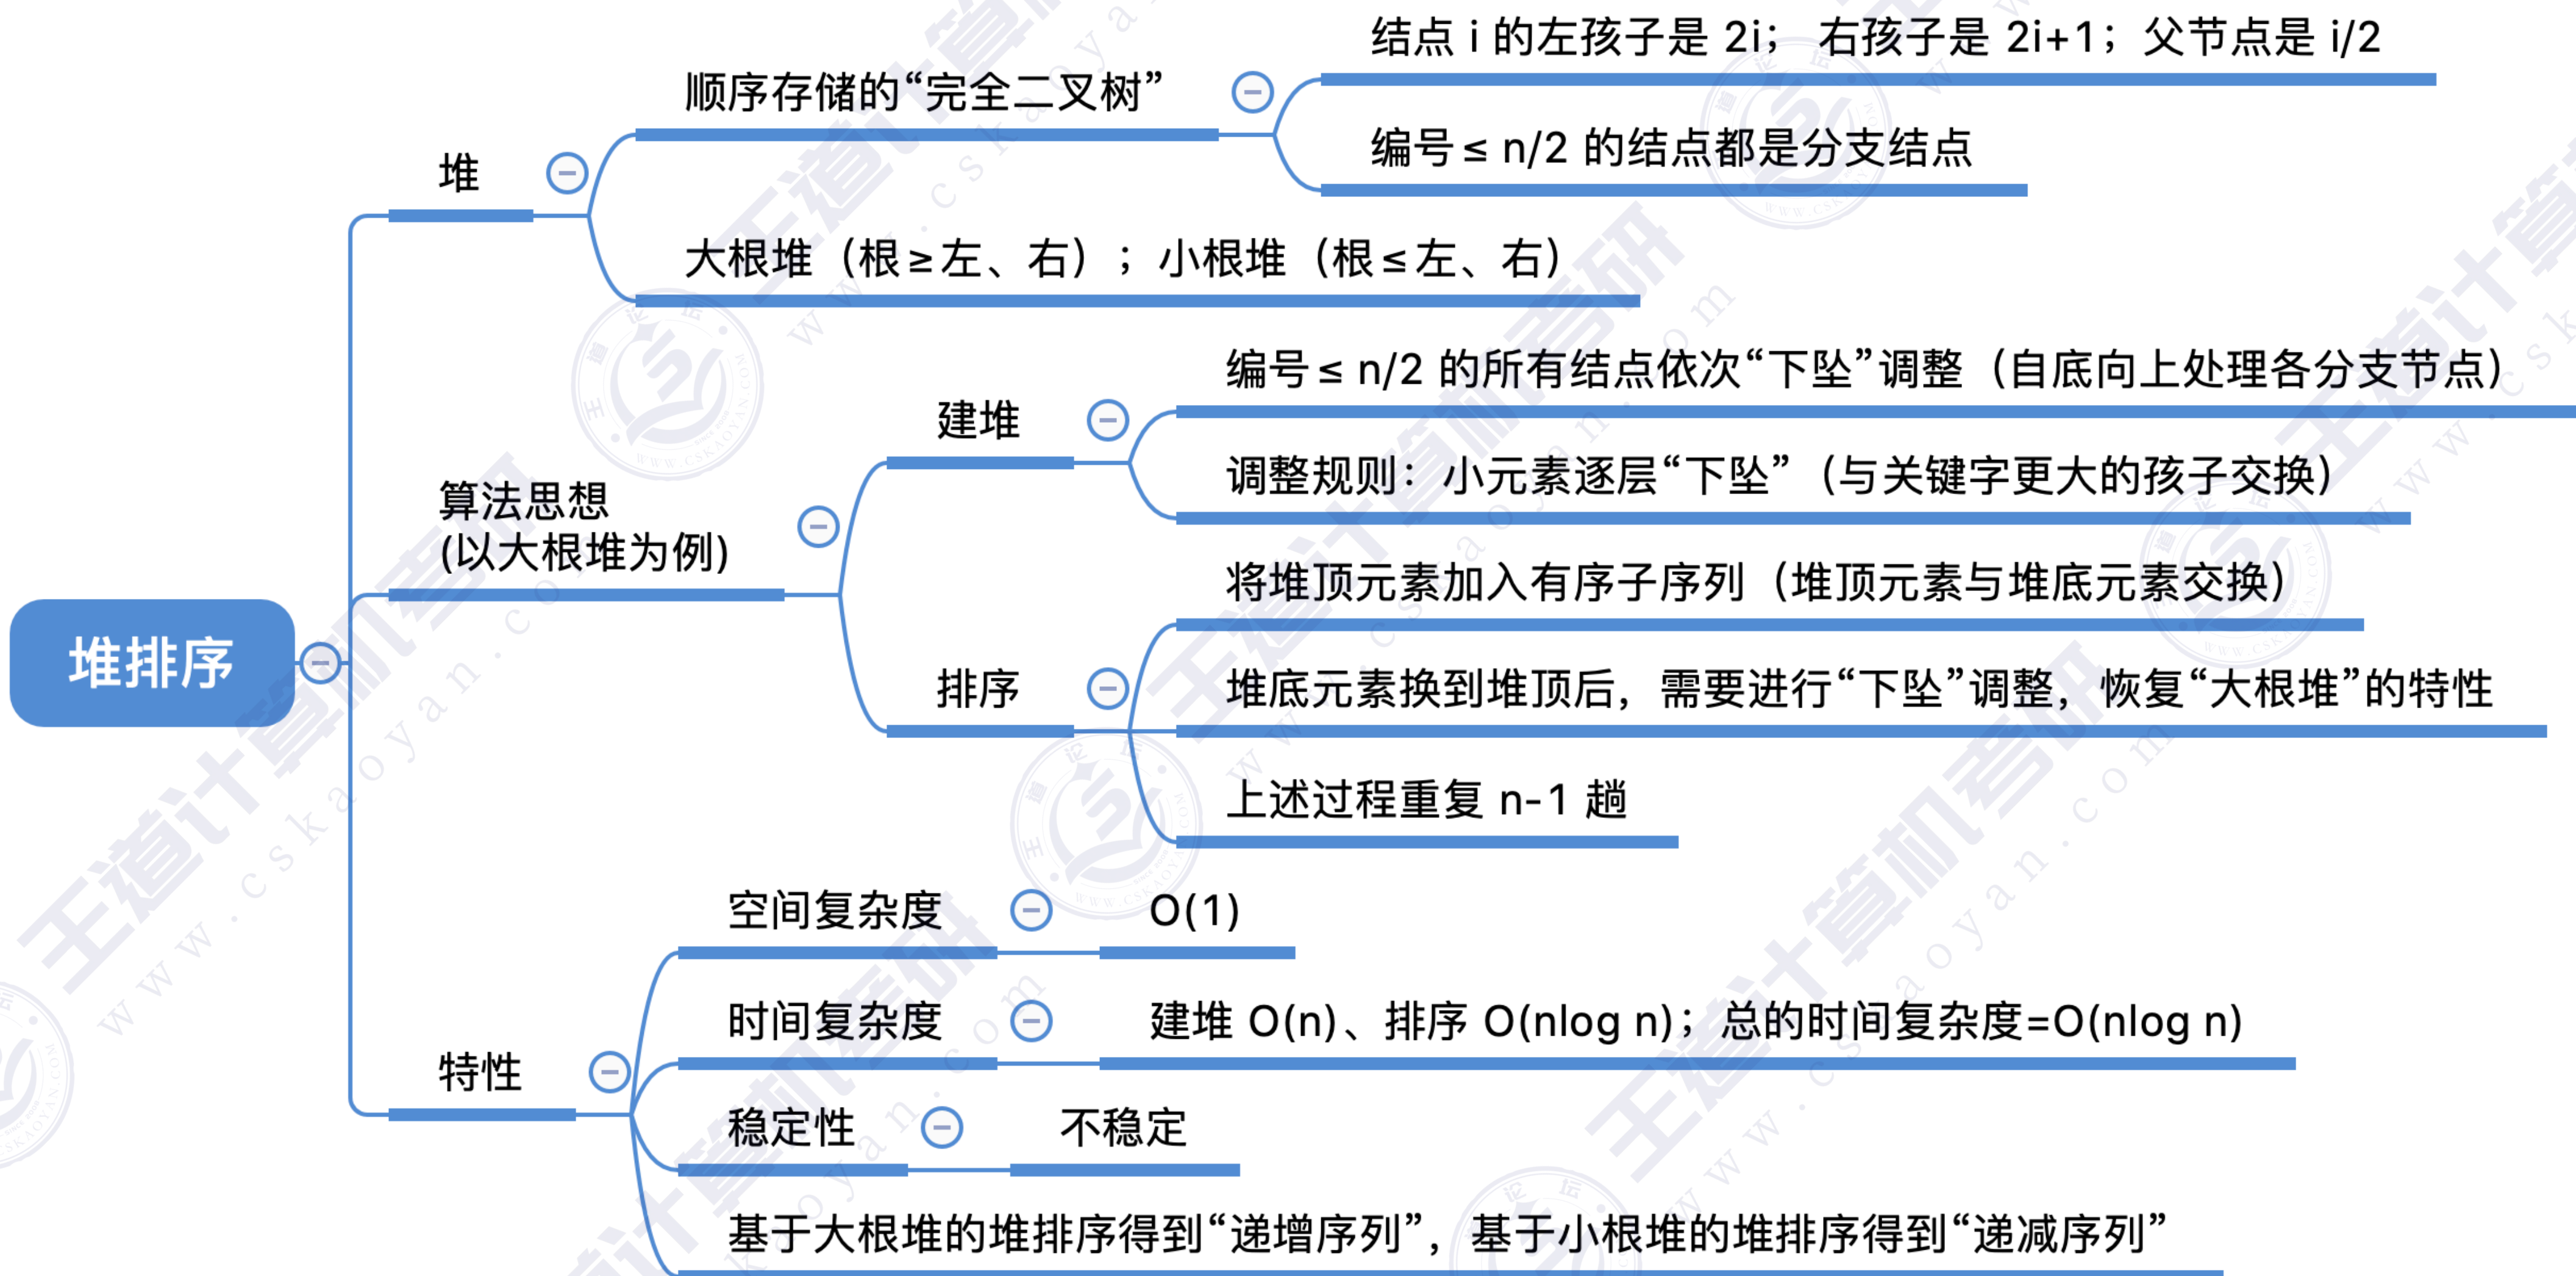 堆排序
堆
顺序存储的“完全二叉树”
结点 i 的左孩子是 2i； 右孩子是 2i+1；父节点是 i/2
编号≤ n/2 的结点都是分支结点
大根堆（根≥左、右）；小根堆（根≤左、右）
算法思想
(以大根堆为例)
建堆
编号≤ n/2 的所有结点依次“下坠”调整（自底向上处理各分支节点）
调整规则：小元素逐层“下坠”（与关键字更大的孩子交换）
排序
将堆顶元素加入有序子序列（堆顶元素与堆底元素交换）
堆底元素换到堆顶后，需要进行“下坠”调整，恢复“大根堆”的特性
上述过程重复 n-1 趟
特性
空间复杂度
O(1)
时间复杂度
建堆 O(n)、排序 O(nlog n)；总的时间复杂度=O(nlog n)
稳定性
不稳定
基于大根堆的堆排序得到“递增序列”，基于小根堆的堆排序得到“递减序列”
王道计算机考研
www.cskaoyan.com